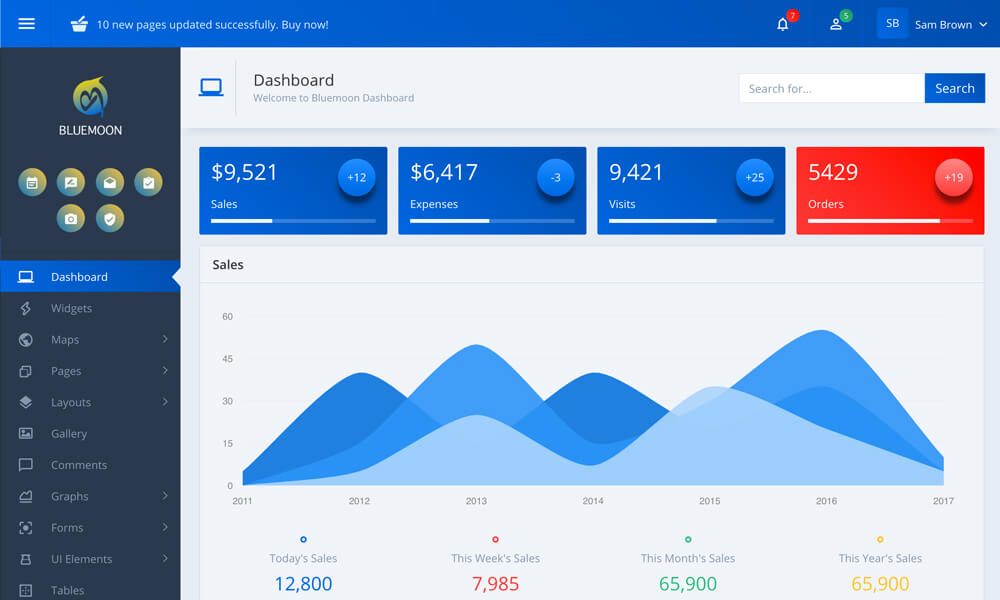 10 new pages updated successfully. Buy now!
7
5
SB
Sam Brown
BLUEMOON
Dashboard
Welcome to Bluemoon Dashboard
Search for...
Search
$9,521
+12
Sales
$6,417
-3
Expenses
9,421
+25
Visits
5429
+19
Orders
Dashboard
Widgets
Maps
Pages
Layouts
Gallery
Comments
Graphs
Forms
UI Elements
Tables
Sales
60
45
30
15
0
2011 2012 2013 2014 2015 2016 2017
Today's Sales
12,800
This Week's Sales
7,985
This Month's Sales
65,900
This Year's Sales
65,900